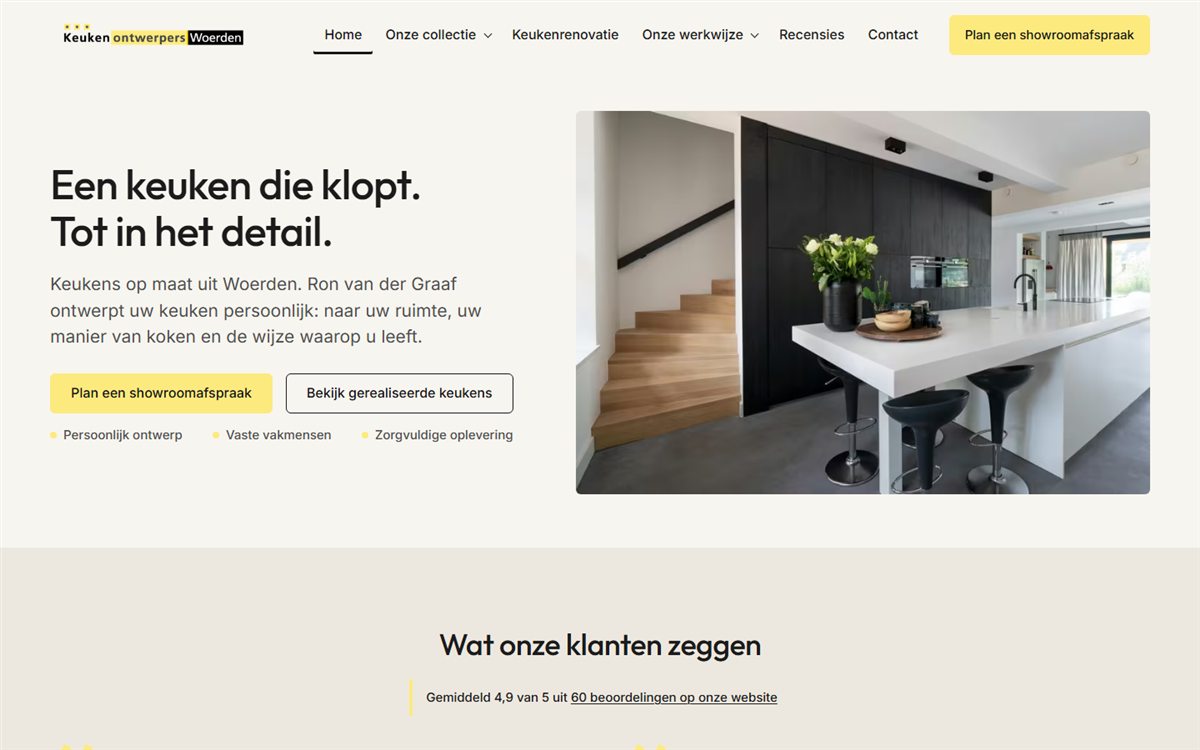 Keuken ontwerpers Woerden
Home
Onze collectie
Keukenrenovatie
Onze werkwijze
Recensies
Contact
Plan een showroomafspraak
Een keuken die klopt.
Tot in het detail.
Keukens op maat uit Woerden. Ron van der Graaf
ontwerpt uw keuken persoonlijk: naar uw ruimte, uw
manier van koken en de wijze waarop u leeft.
Plan een showroomafspraak
Bekijk gerealiseerde keukens
Persoonlijk ontwerp
Vaste vakmensen
Zorgvuldige oplevering
Wat onze klanten zeggen
Gemiddeld 4,9 van 5 uit 60 beoordelingen op onze website